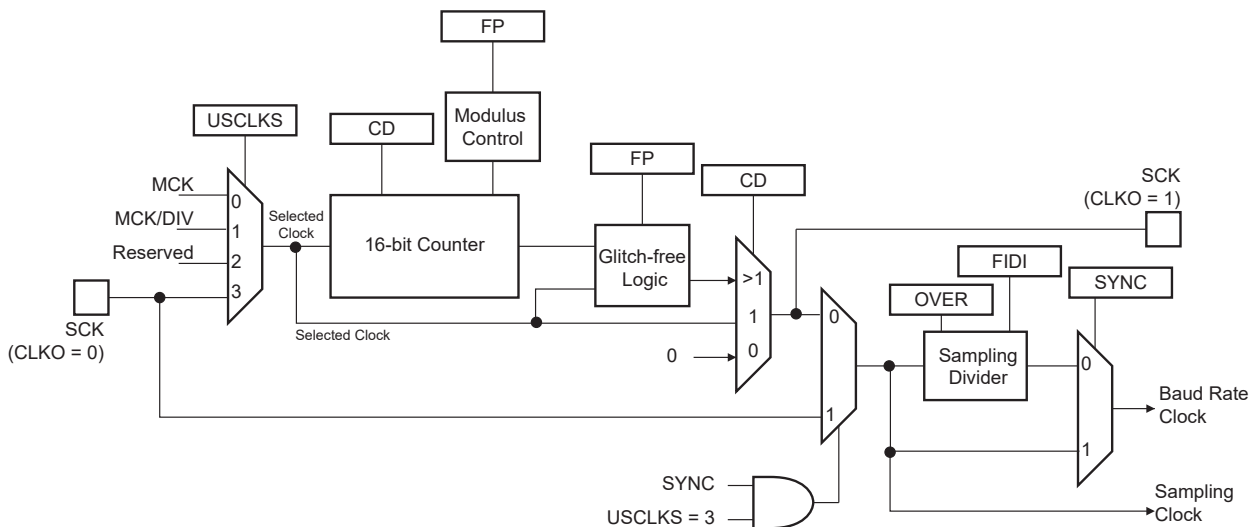 FP
USCLKS
CD
Modulus
Control
FP
CD
SCK
(CLKO = 1)
MCK
0
MCK/DIV
1
Selected
Clock
16-bit Counter
Reserved
2
Glitch-free
Logic
>1
FIDI
3
OVER
SYNC
SCK
(CLKO = 0)
Selected Clock
1
0
0
0
Sampling
Divider
0
Baud Rate
Clock
1
1
SYNC
USCLKS = 3
Sampling
Clock